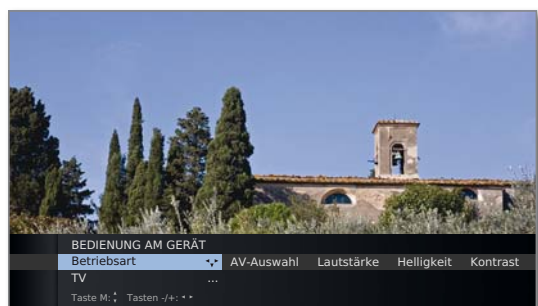 BEDIENUNG AM GERÄT
Betriebsart AV-Auswahl Lautstärke Helligkeit Kontrast
TV ...
Taste M: Tasten -/+: